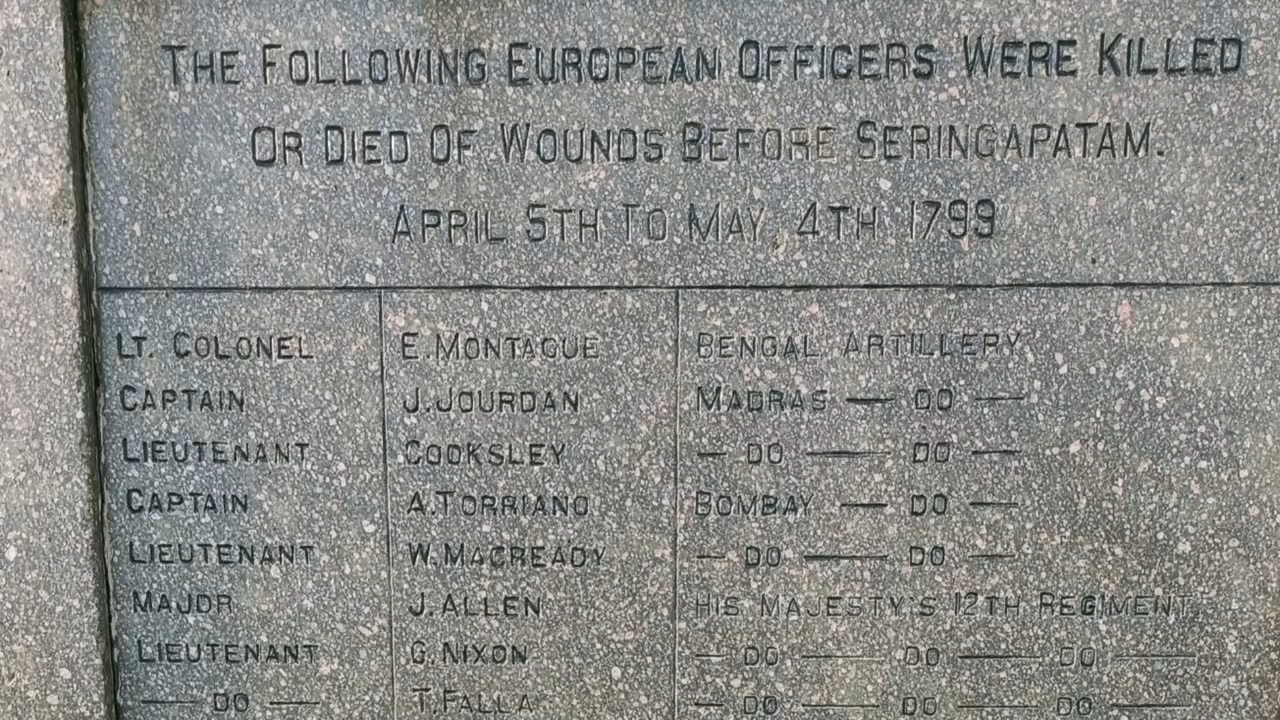 THE FOLLOWING EUROPEAN OFFICERS WERE KILLED
OR DIED OF WOUNDS BEFORE SERINGAPATAM.
APRIL 5TH TO MAY, 4TH 1799
LT. COLONEL E. MONTAGUE BENGAL ARTILLERY
CAPTAIN J. JOURDAN MADRAS — DO —
LIEUTENANT COOKSLEY — DO — DO —
CAPTAIN A. TORRIANO BOMBAY — DO —
LIEUTENANT W. MACREADY — DO — DO —
MAJOR J. ALLEN HIS MAJESTY'S 12TH REGIMENT.
LIEUTENANT G. NIXON — DO — DO — DO —
— DO — T. FALLA — DO — DO — DO —